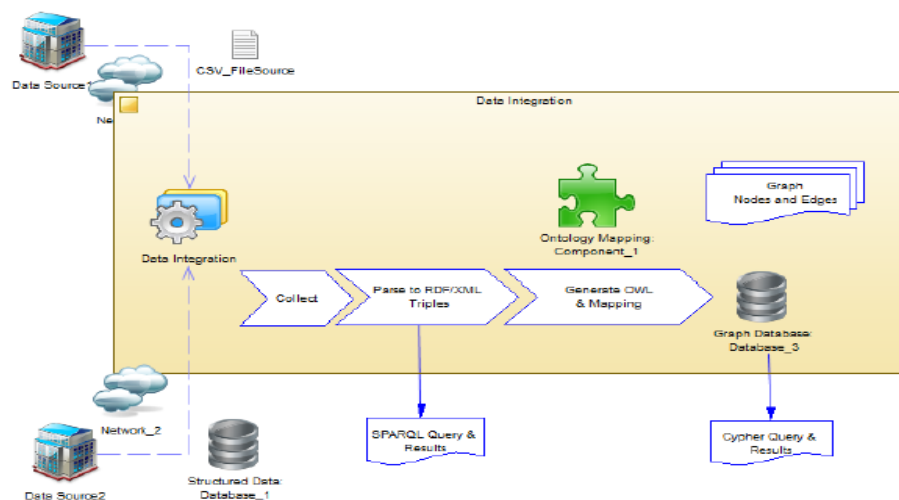 CSV_FileSource
Data Source1
Ne
Data Integration
Graph
Nodes and Edges
Ontology Mapping:
Component_1
Data Integration
Collect
Parse to RDF/XML
Triples
Generate OWL
& Mapping
Graph Database:
Database_3
Network_2
SPARQL Query &
Results
Cypher Query &
Results
Data Source2
Structured Data:
Database_1